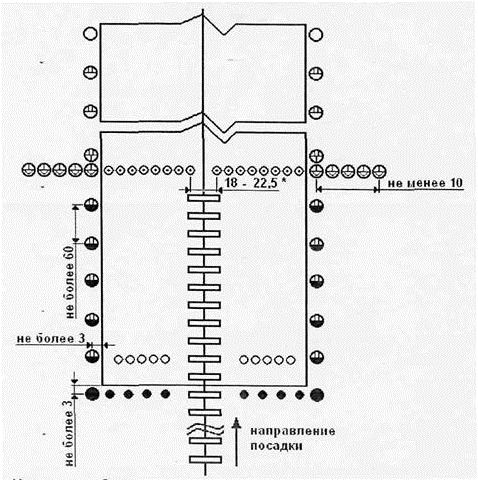 18 - 22,5 *
не менее 10
не более 60
не более 3
не более 3
направление
посадки